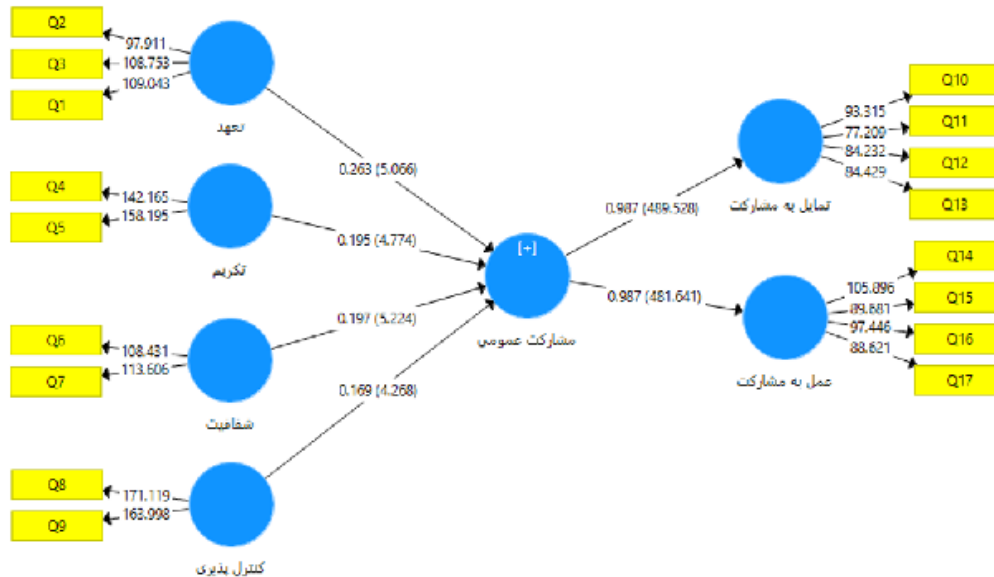 Q2
97.911
Q3
108.753
Q1
109.043
تعهد
0.263 (5.066)
Q4
142.165
Q5
158.195
تکریم
0.195 (4.774)
Q6
108.431
Q7
113.606
شفافیت
0.197 (5.224)
Q8
171.119
Q9
163.998
کنترل پذیری
0.169 (4.268)
[+]
مشارکت عمومی
0.987 (489.528)
0.987 (481.641)
Q10
93.315
Q11
77.209
Q12
84.232
Q13
84.429
تمایل به مشارکت
Q14
105.896
Q15
89.681
Q16
97.446
Q17
88.621
عمل به مشارکت